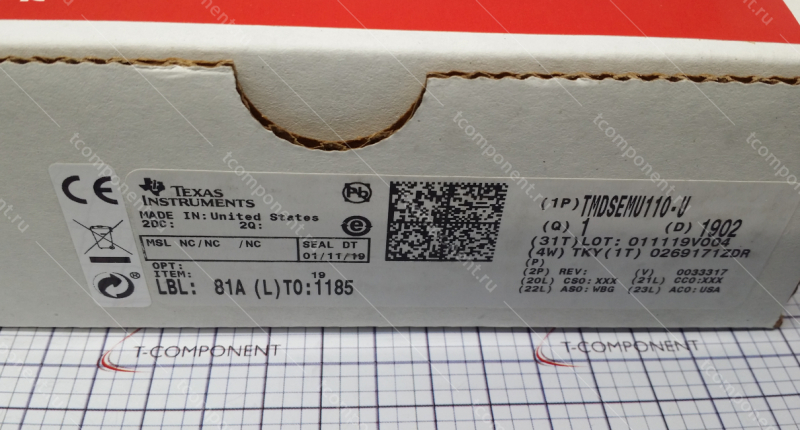 CE
TEXAS
INSTRUMENTS
MADE IN: United States
2DC: 2Q:
MSL NC/NC /NC
SEAL DT
01/11/19
OPT:
ITEM: 19
LBL: 81A (L)TO:1185
Pb
e
(1P) TMDSEMU110-U
(Q) 1 (D) 1902
(31T)LOT: 011119V004
(4W) TKY(1T) 0269171ZDR
(P)
(2P) REV: (V) 0033317
(20L) CSO:XXX (21L) CCO:XXX
(22L) ASO:WBG (23L) ACO:USA
T-COMPONENT
T-COMPONENT
tcomponent.ru